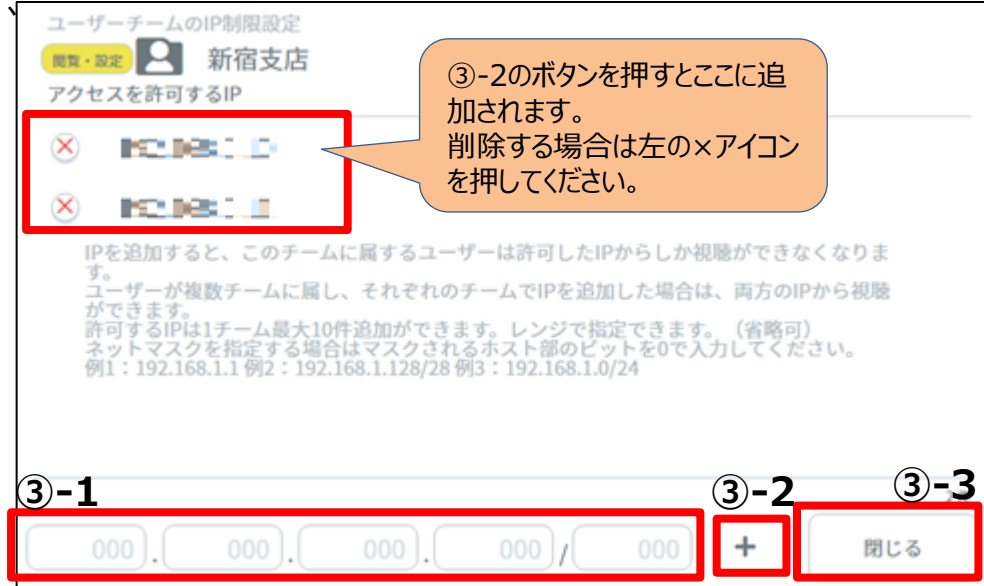 ユーザーチームのIP制限設定
閲覧・設定 新宿支店
アクセスを許可するIP
③-2のボタンを押すとここに追
加されます。
削除する場合は左の×アイコン
を押してください。
IPを追加すると、このチームに属するユーザーは許可したIPからしか視聴ができなくなりま
す。
ユーザーが複数チームに属し、それぞれのチームでIPを追加した場合は、両方のIPから視聴
ができます。
許可するIPは1チーム最大10件追加ができます。レンジで指定できます。（省略可）
ネットマスクを指定する場合はマスクされるホスト部のビットを0で入力してください。
例1：192.168.1.1 例2：192.168.1.128/28 例3：192.168.1.0/24
③-1 ③-2 ③-3
000 . 000 . 000 . 000 / 000 + 閉じる